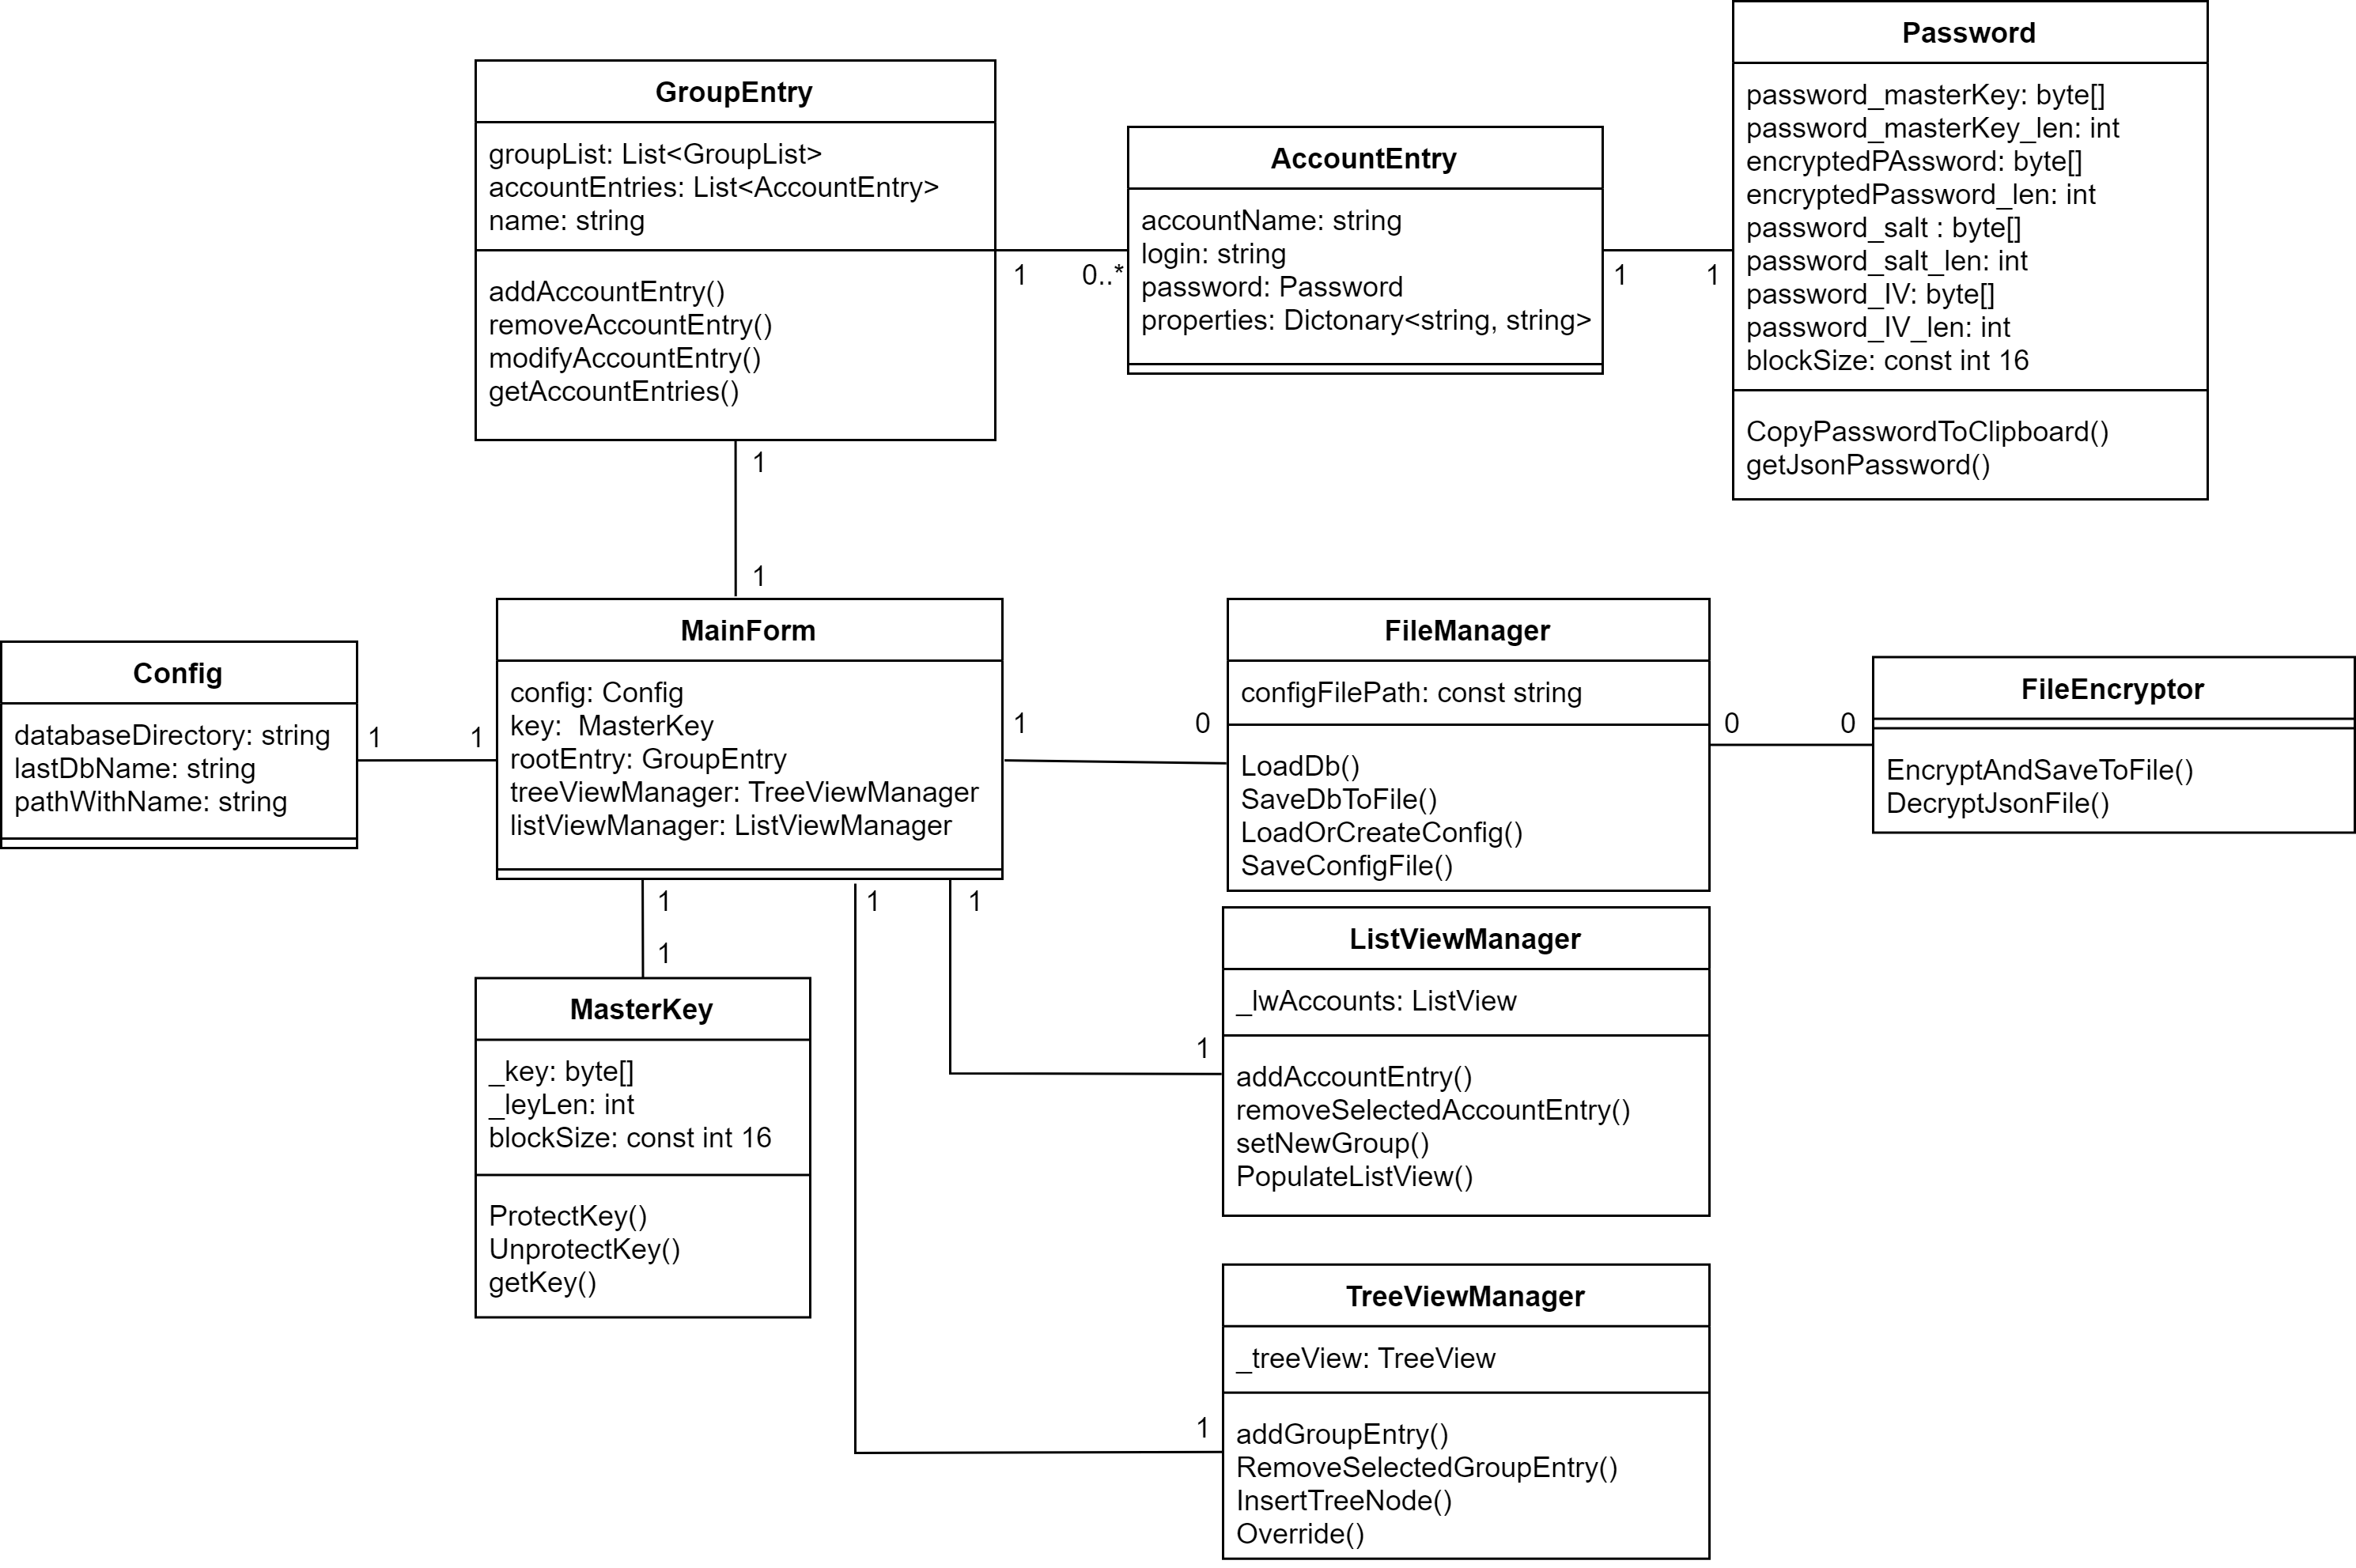 Password
password_masterKey: byte[]
password_masterKey_len: int
encryptedPAssword: byte[]
encryptedPassword_len: int
password_salt : byte[]
password_salt_len: int
password_IV: byte[]
password_IV_len: int
blockSize: const int 16
CopyPasswordToClipboard()
getJsonPassword()
GroupEntry
groupList: List<GroupList>
accountEntries: List<AccountEntry>
name: string
addAccountEntry()
removeAccountEntry()
modifyAccountEntry()
getAccountEntries()
1
0..*
AccountEntry
accountName: string
login: string
password: Password
properties: Dictonary<string, string>
1
1
1
1
Config
databaseDirectory: string
lastDbName: string
pathWithName: string
1
1
MainForm
config: Config
key:  MasterKey
rootEntry: GroupEntry
treeViewManager: TreeViewManager
listViewManager: ListViewManager
1
0
FileManager
configFilePath: const string
LoadDb()
SaveDbToFile()
LoadOrCreateConfig()
SaveConfigFile()
0
0
FileEncryptor
EncryptAndSaveToFile()
DecryptJsonFile()
1
1
1
1
MasterKey
_key: byte[]
_leyLen: int
blockSize: const int 16
ProtectKey()
UnprotectKey()
getKey()
1
ListViewManager
_lwAccounts: ListView
addAccountEntry()
removeSelectedAccountEntry()
setNewGroup()
PopulateListView()
1
TreeViewManager
_treeView: TreeView
addGroupEntry()
RemoveSelectedGroupEntry()
InsertTreeNode()
Override()